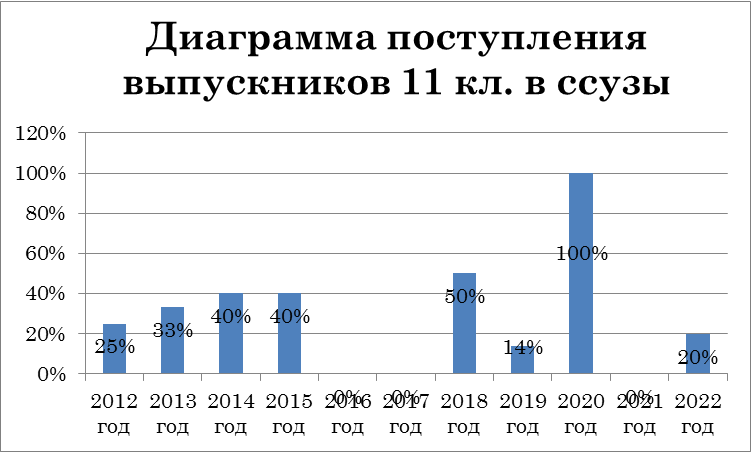 Диаграмма поступления
выпускников 11 кл. в ссузы
120%
100%
80%
60%
40%
20%
0%
25%
33%
40%
40%
0%
0%
50%
14%
100%
0%
20%
2012 год
2013 год
2014 год
2015 год
2016 год
2017 год
2018 год
2019 год
2020 год
2021 год
2022 год